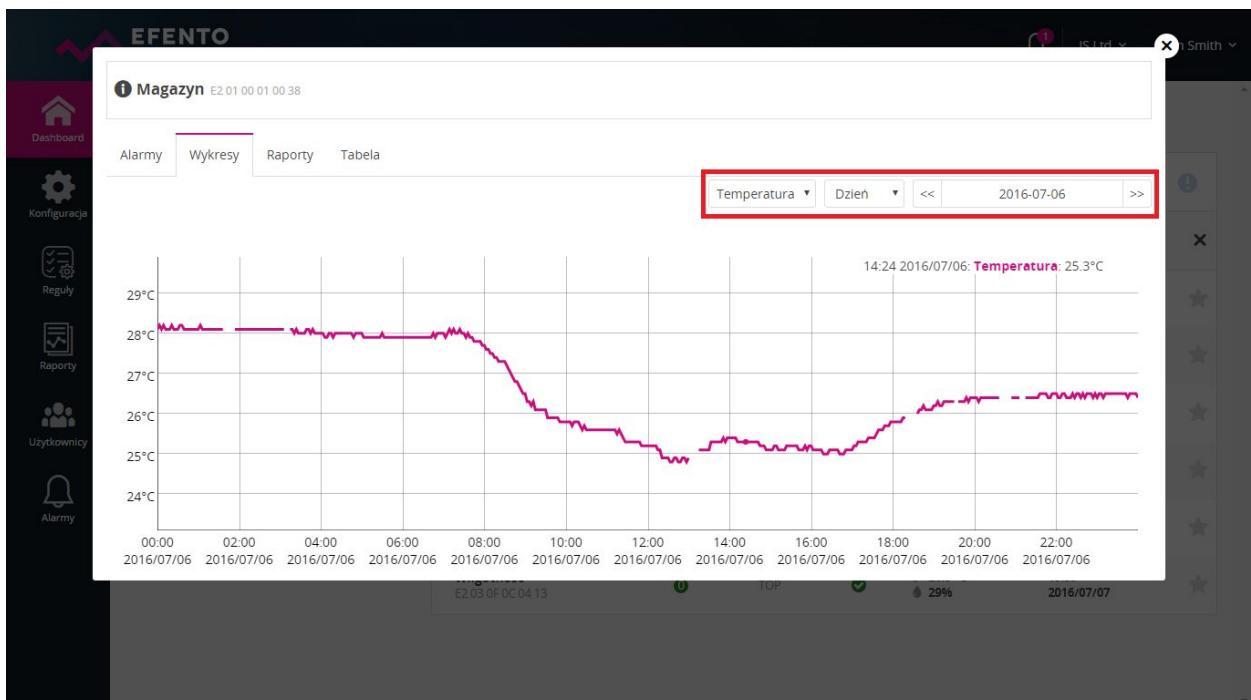 EFENTO
1
JS Ltd
Smith
Magazyn E2 01 00 01 00 38
Dashboard
Alarmy Wykresy Raporty Tabela
Temperatura Dzień << 2016-07-06 >>
Konfiguracja
14:24 2016/07/06: Temperatura: 25.3°C
Reguły
29°C
28°C
Raporty
27°C
26°C
Użytkownicy
25°C
24°C
Alarmy
00:00 02:00 04:00 06:00 08:00 10:00 12:00 14:00 16:00 18:00 20:00 22:00
2016/07/06 2016/07/06 2016/07/06 2016/07/06 2016/07/06 2016/07/06 2016/07/06 2016/07/06 2016/07/06 2016/07/06 2016/07/06 2016/07/06
0 TOP
E2 03 0F 0C 04 13 29% 2016/07/07